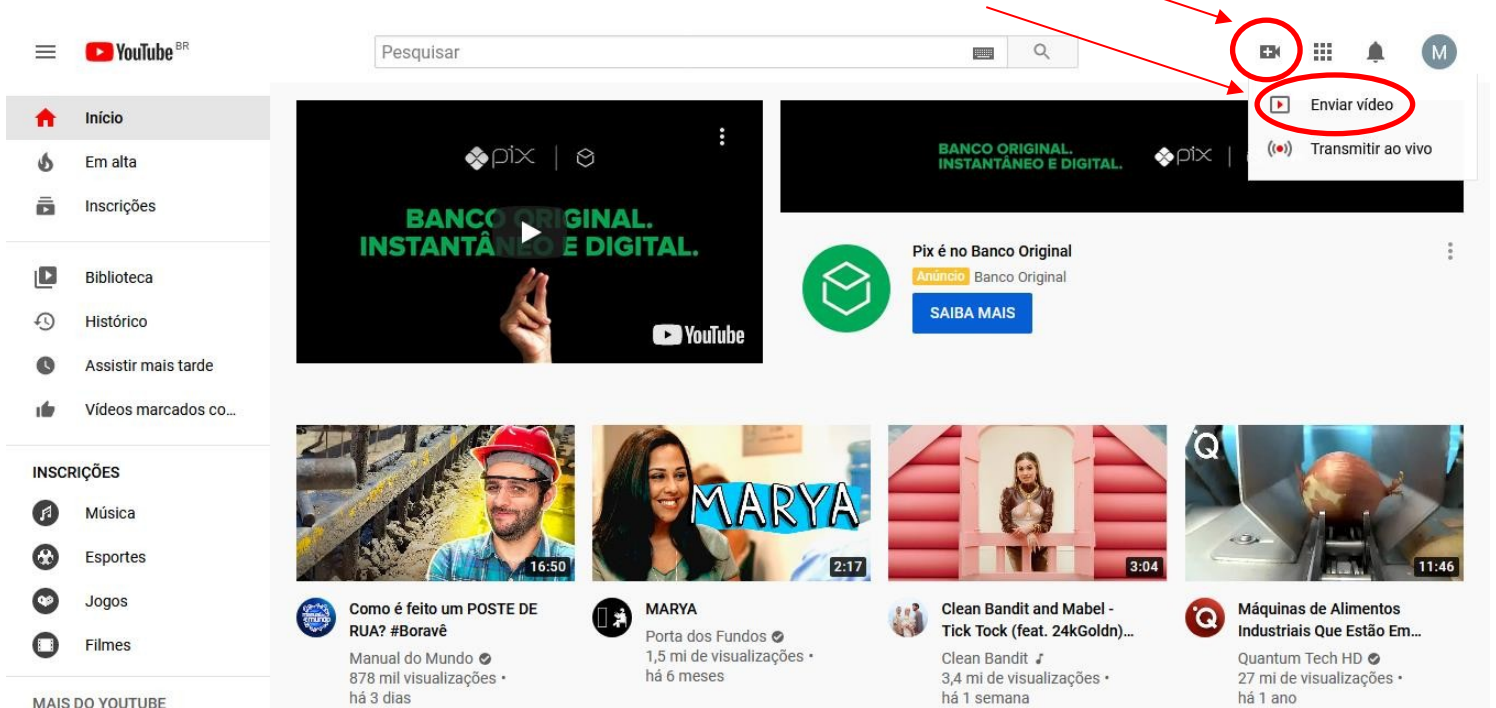 YouTube BR
Pesquisar
M
Enviar vídeo
Transmitir ao vivo
Início
Em alta
Inscrições
Biblioteca
Histórico
Assistir mais tarde
Vídeos marcados co...
INSCRIÇÕES
Música
Esportes
Jogos
Filmes
MAIS DO YOUTUBE
pix
BANCO ORIGINAL.
INSTANTÂNEO E DIGITAL.
YouTube
BANCO ORIGINAL.
INSTANTÂNEO E DIGITAL.
pix
Pix é no Banco Original
Anúncio Banco Original
SAIBA MAIS
16:50
Como é feito um POSTE DE
RUA? #Boravê
Manual do Mundo
878 mil visualizações •
há 3 dias
MARYA
2:17
MARYA
Porta dos Fundos
1,5 mi de visualizações •
há 6 meses
3:04
Clean Bandit and Mabel -
Tick Tock (feat. 24kGoldn)...
Clean Bandit
3,4 mi de visualizações •
há 1 semana
Q
11:46
Q
Máquinas de Alimentos
Industriais Que Estão Em...
Quantum Tech HD
27 mi de visualizações •
há 1 ano